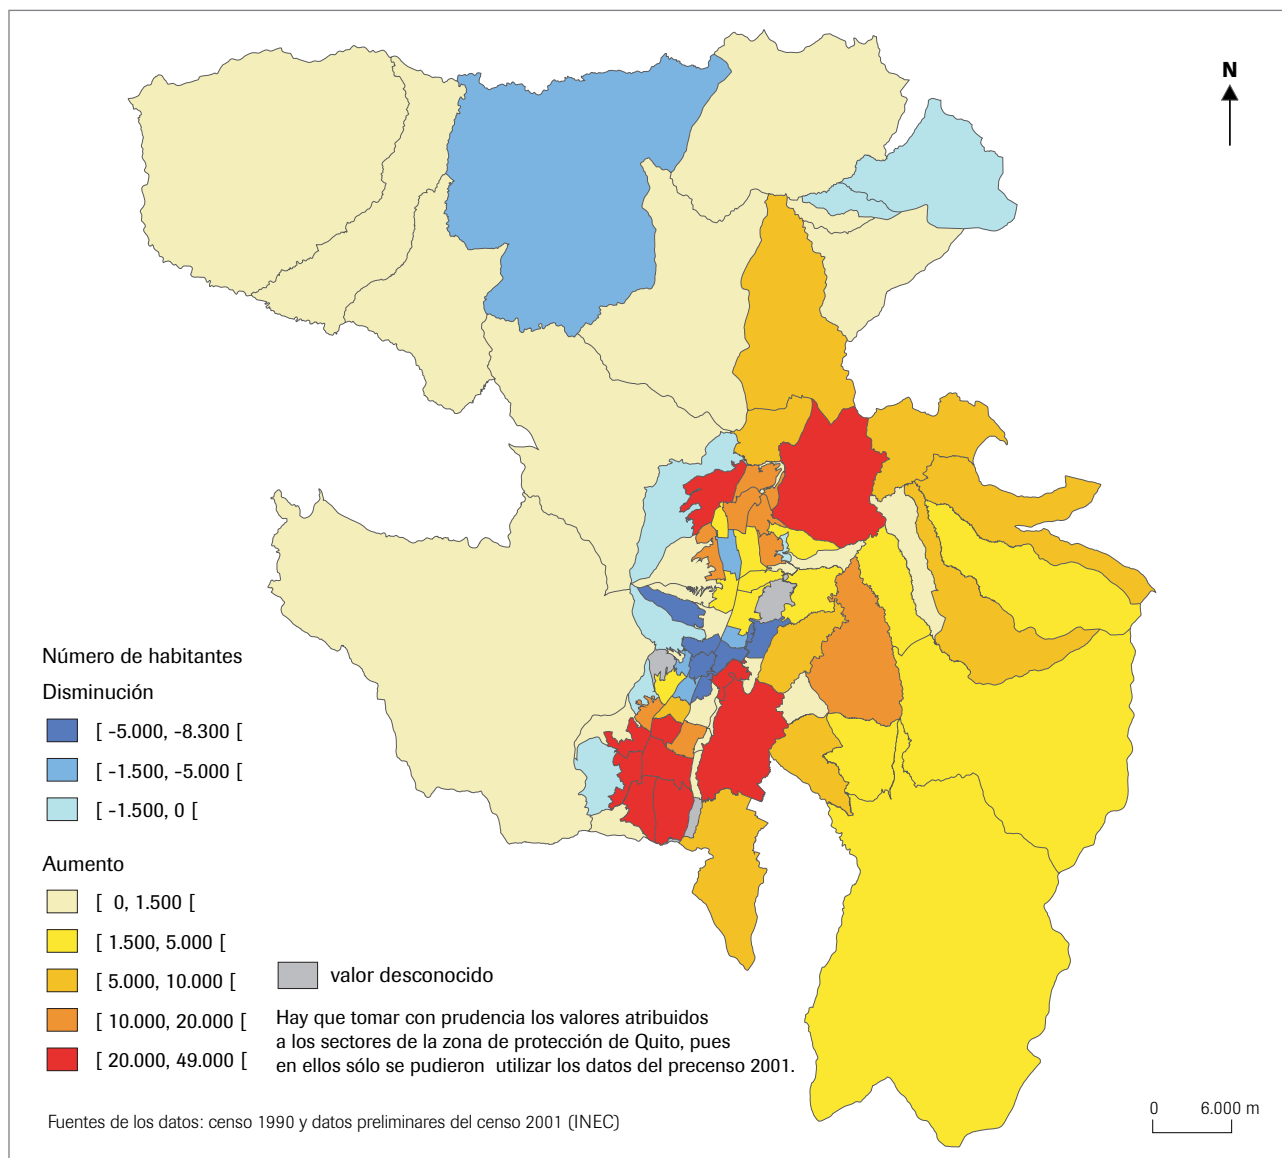 N
Número de habitantes
Disminución
[ -5.000, -8.300 [
[ -1.500, -5.000 [
[ -1.500, 0 [
Aumento
[ 0, 1.500 [
[ 1.500, 5.000 [
[ 5.000, 10.000 [
[ 10.000, 20.000 [
[ 20.000, 49.000 [
valor desconocido
Hay que tomar con prudencia los valores atribuidos
a los sectores de la zona de protección de Quito, pues
en ellos sólo se pudieron utilizar los datos del precenso 2001.
Fuentes de los datos: censo 1990 y datos preliminares del censo 2001 (INEC)
0 6.000 m